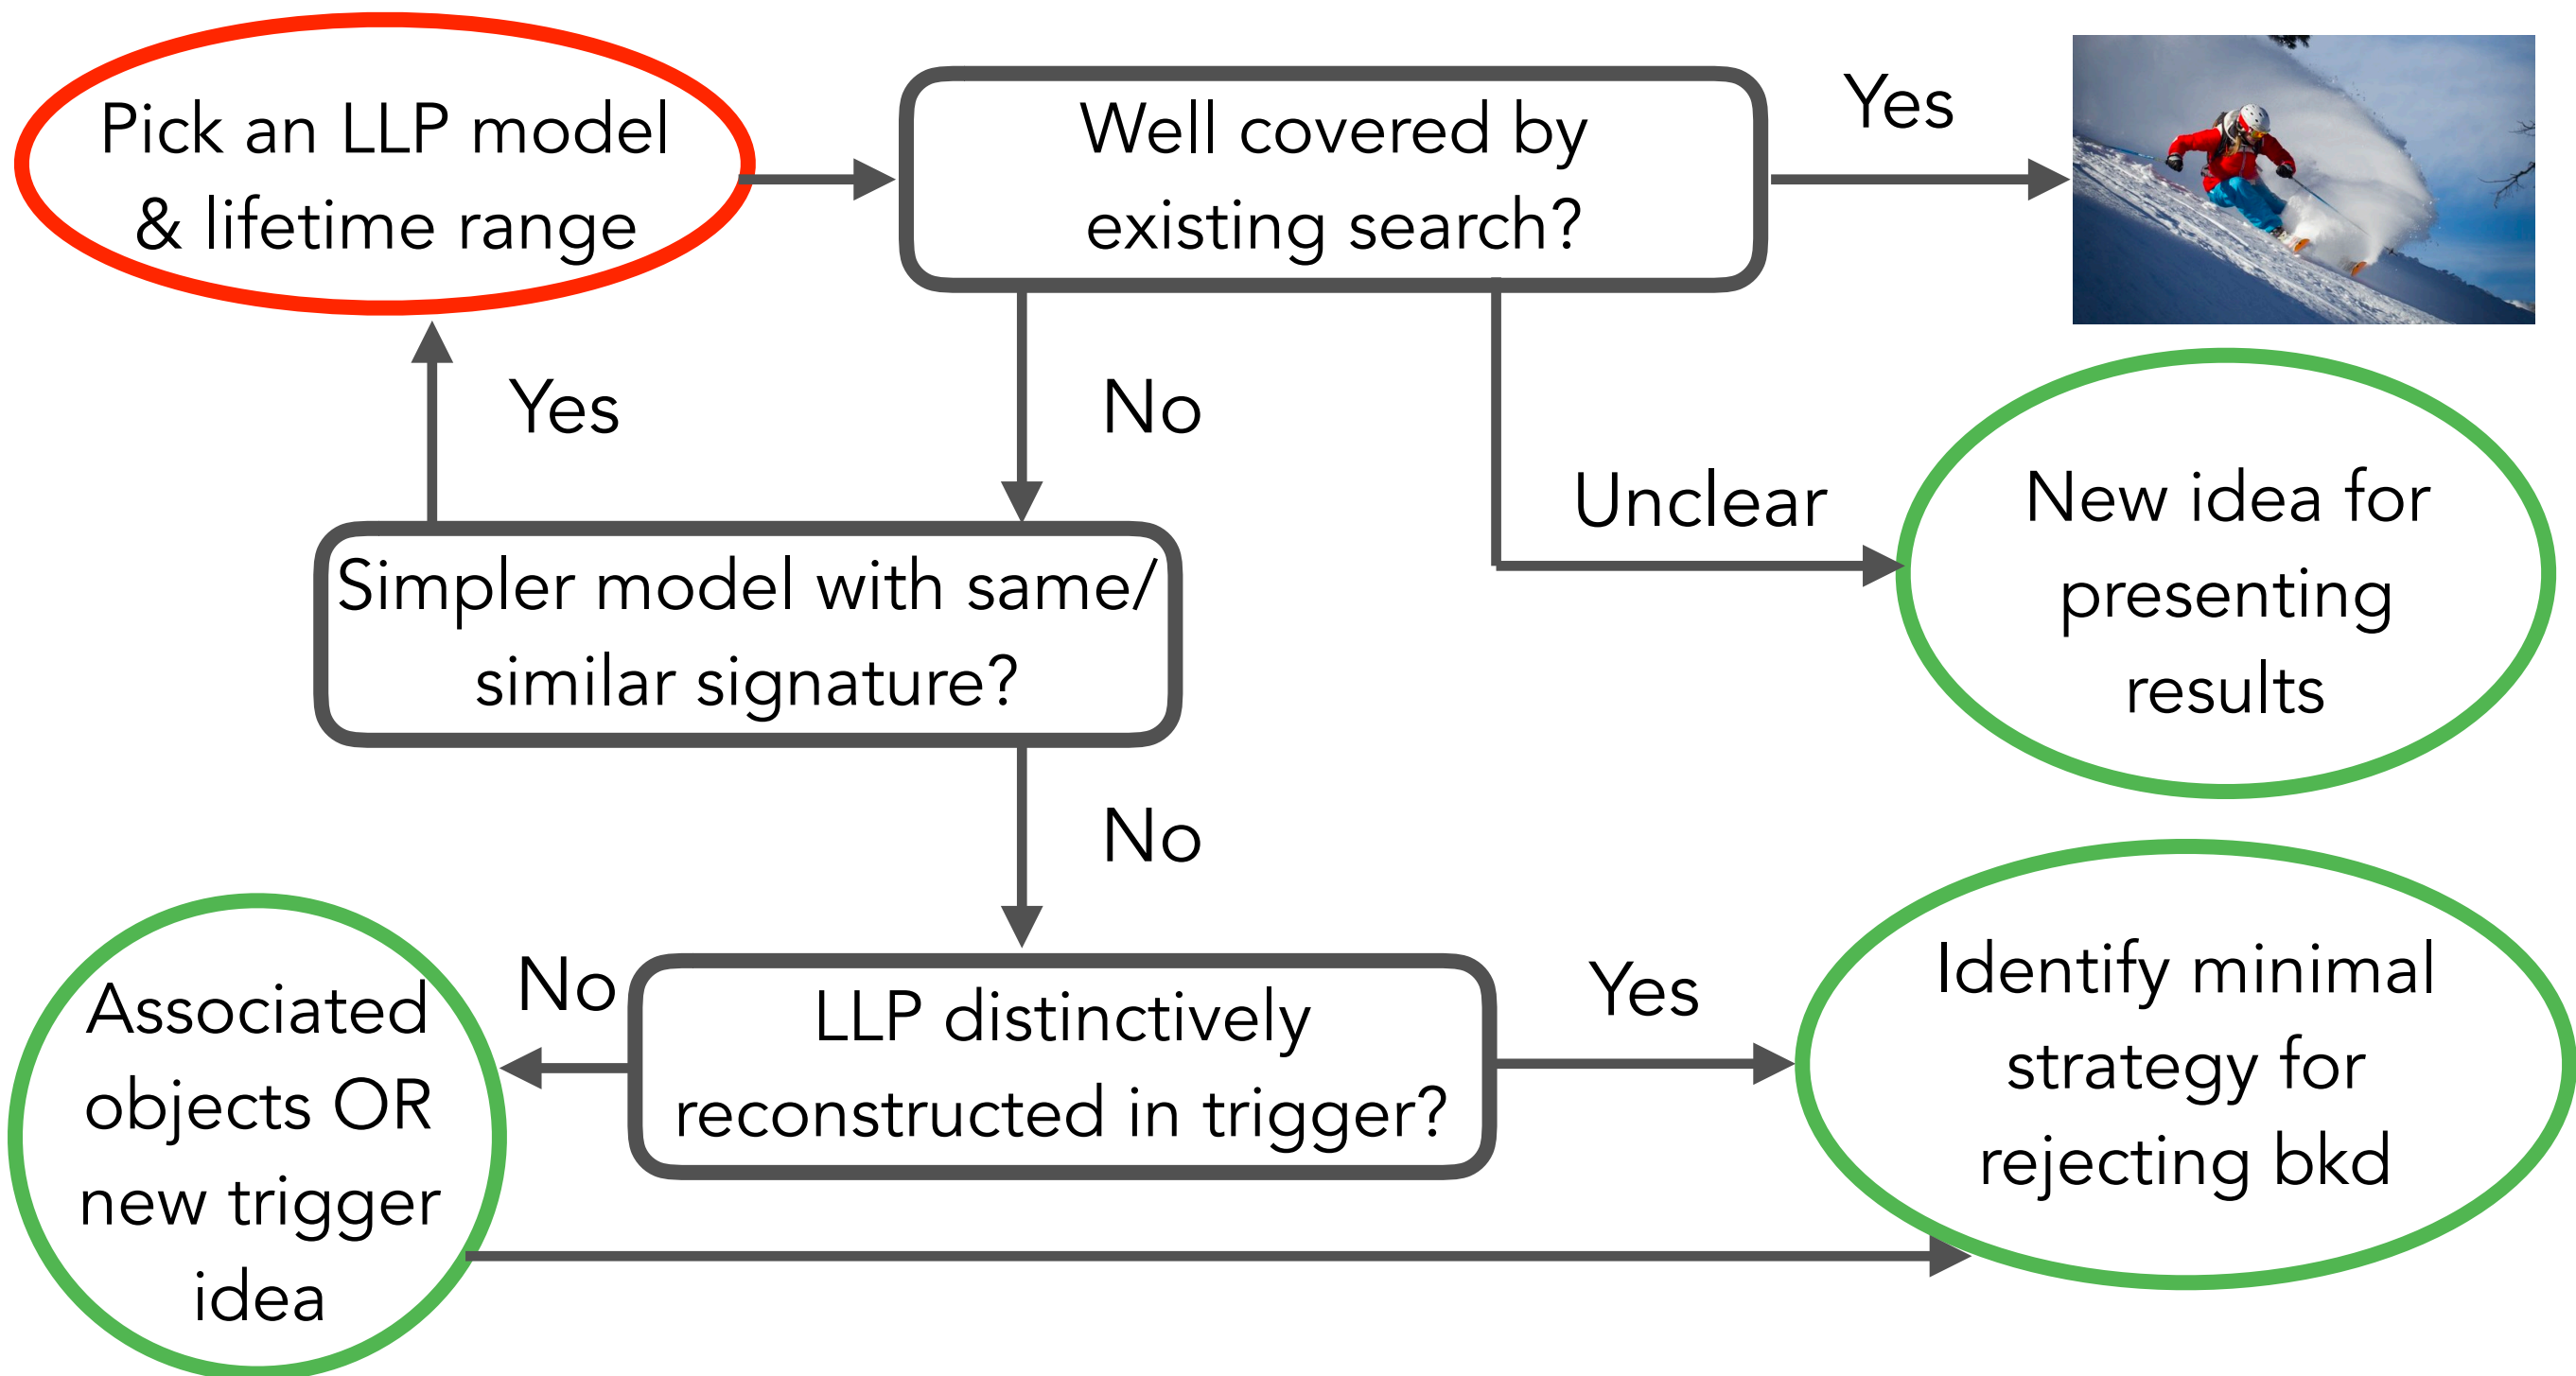 Pick an LLP model
& lifetime range
Well covered by
existing search?
Yes
Yes
No
Unclear
New idea for
presenting
results
Simpler model with same/
similar signature?
No
Associated
objects OR
new trigger
idea
No
LLP distinctively
reconstructed in trigger?
Yes
Identify minimal
strategy for
rejecting bkd